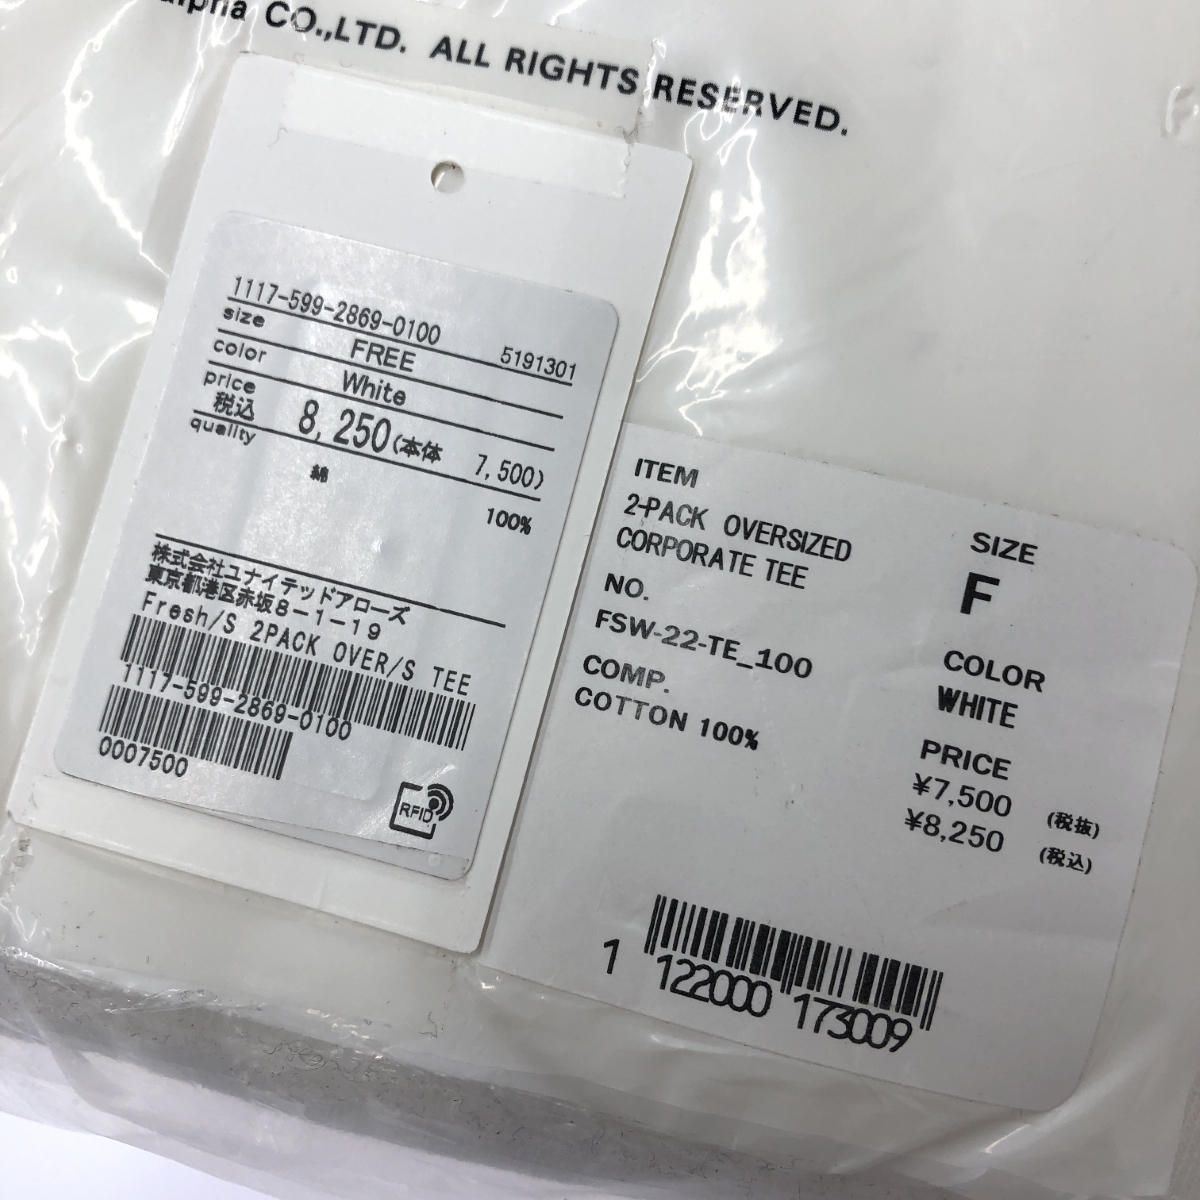 alpha CO.,LTD. ALL RIGHTS RESERVED.
1117-599-2869-0100
size FREE 5191301
color White
price
税込 8,250(本体 7,500)
quality
綿 100%
株式会社ユナイテッドアローズ
東京都港区赤坂8-1-19
Fresh/S 2PACK OVER/S TEE
1117-599-2869-0100
0007500
RFID
ITEM
2-PACK OVERSIZED
CORPORATE TEE
NO.
FSW-22-TE_100
COMP.
COTTON 100%
SIZE
F
COLOR
WHITE
PRICE
¥7,500 (税抜)
¥8,250 (税込)
1 122000 173009